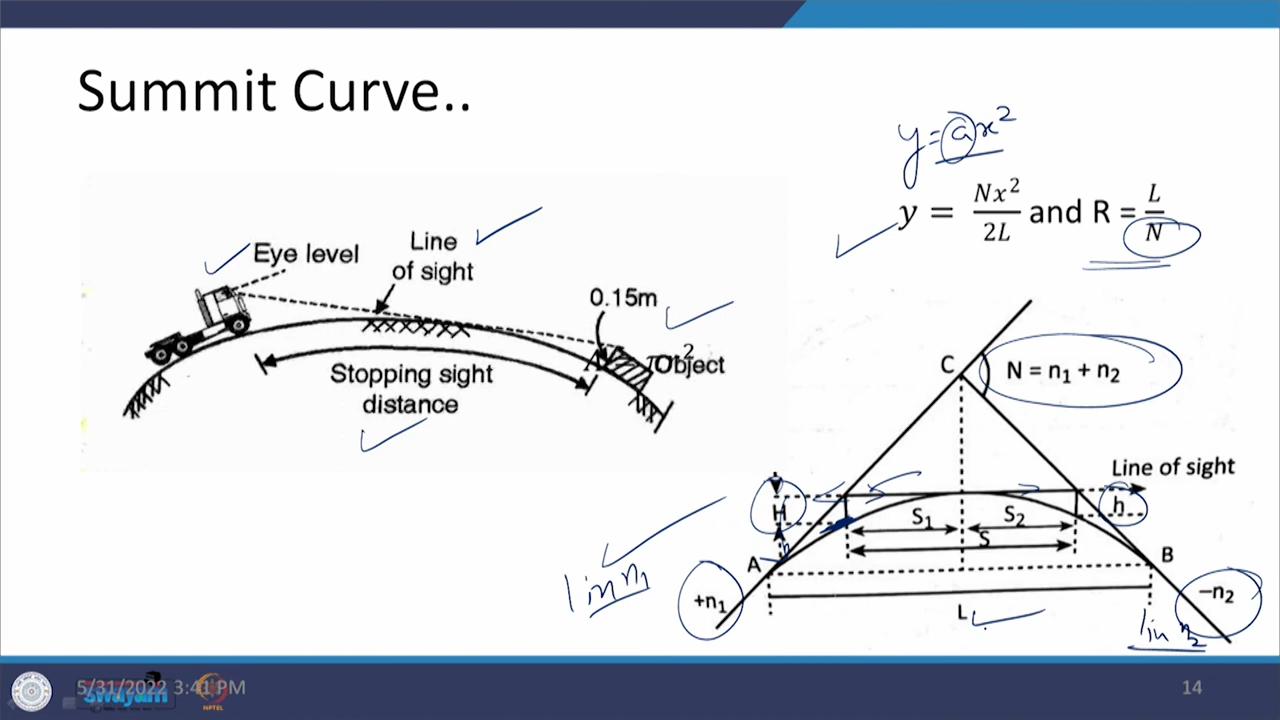 Summit Curve..
y = ax²
y = Nx²/2L and R = L/N
Eye level
Line
of sight
0.15m
Object
Stopping sight
distance
C
N = n₁ + n₂
Line of sight
H
h
S₁
S₂
S
A
B
+n₁
−n₂
L
1 in n₁
1 in n₂
5/31/2022 3:41 PM
swayam
NPTEL
14